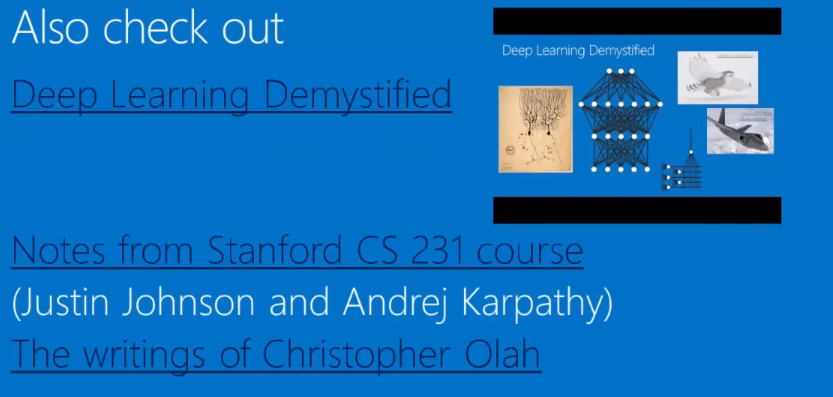 Also check out
Deep Learning Demystified
Deep Learning Demystified
Notes from Stanford CS 231 course
(Justin Johnson and Andrej Karpathy)
The writings of Christopher Olah